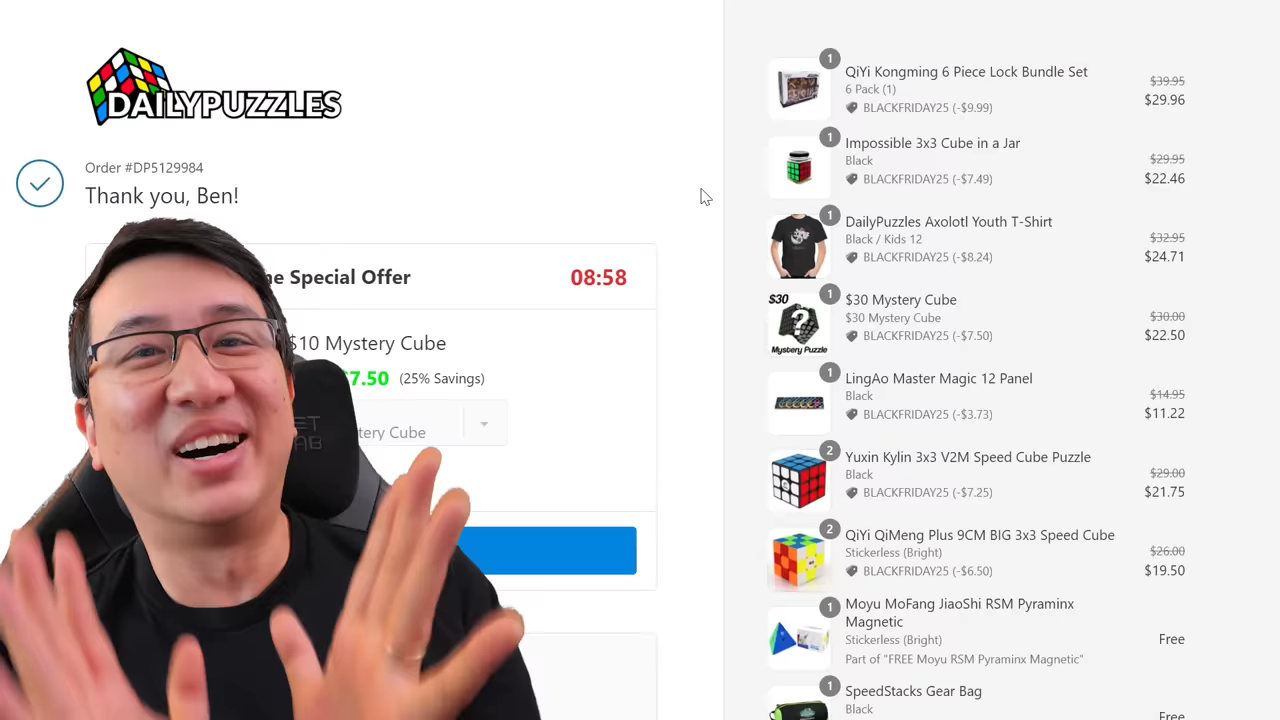 DAILYPUZZLES
Order #DP5129984
Thank you, Ben!
Special Offer
08:58
$10 Mystery Cube
7.50 (25% Savings)
Cube
1
QiYi Kongming 6 Piece Lock Bundle Set
6 Pack (1)
BLACKFRIDAY25 (-$9.99)
$39.95
$29.96
1
Impossible 3x3 Cube in a Jar
Black
BLACKFRIDAY25 (-$7.49)
$29.95
$22.46
1
DailyPuzzles Axolotl Youth T-Shirt
Black / Kids 12
BLACKFRIDAY25 (-$8.24)
$32.95
$24.71
$30
?
Mystery Puzzle
1
$30 Mystery Cube
$30 Mystery Cube
BLACKFRIDAY25 (-$7.50)
$30.00
$22.50
1
LingAo Master Magic 12 Panel
Black
BLACKFRIDAY25 (-$3.73)
$14.95
$11.22
2
Yuxin Kylin 3x3 V2M Speed Cube Puzzle
Black
BLACKFRIDAY25 (-$7.25)
$29.00
$21.75
2
QiYi QiMeng Plus 9CM BIG 3x3 Speed Cube
Stickerless (Bright)
BLACKFRIDAY25 (-$6.50)
$26.00
$19.50
1
Moyu MoFang JiaoShi RSM Pyraminx
Magnetic
Stickerless (Bright)
Part of "FREE Moyu RSM Pyraminx Magnetic"
Free
1
SpeedStacks Gear Bag
Black
Free